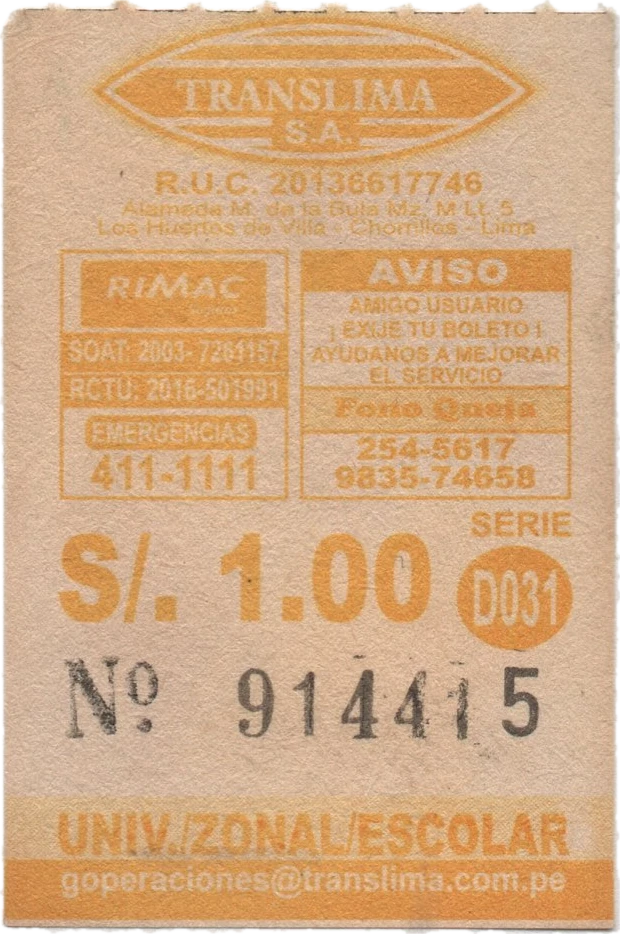 TRANSLIMA
S.A.
R.U.C. 20136617746
Alameda M. de la Guia Mz. M Lt. 5
Los Huertos de Villa - Chorrillos - Lima
RIMAC
SOAT: 2003- 7261157
RCTU: 2016-501991
EMERGENCIAS
411-1111
AVISO
AMIGO USUARIO
¡ EXIJE TU BOLETO !
AYUDANOS A MEJORAR
EL SERVICIO
Fono Queja
254-5617
9835-74658
S/. 1.00
SERIE
D031
Nº. 914415
UNIV./ZONAL/ESCOLAR
goperaciones@translima.com.pe